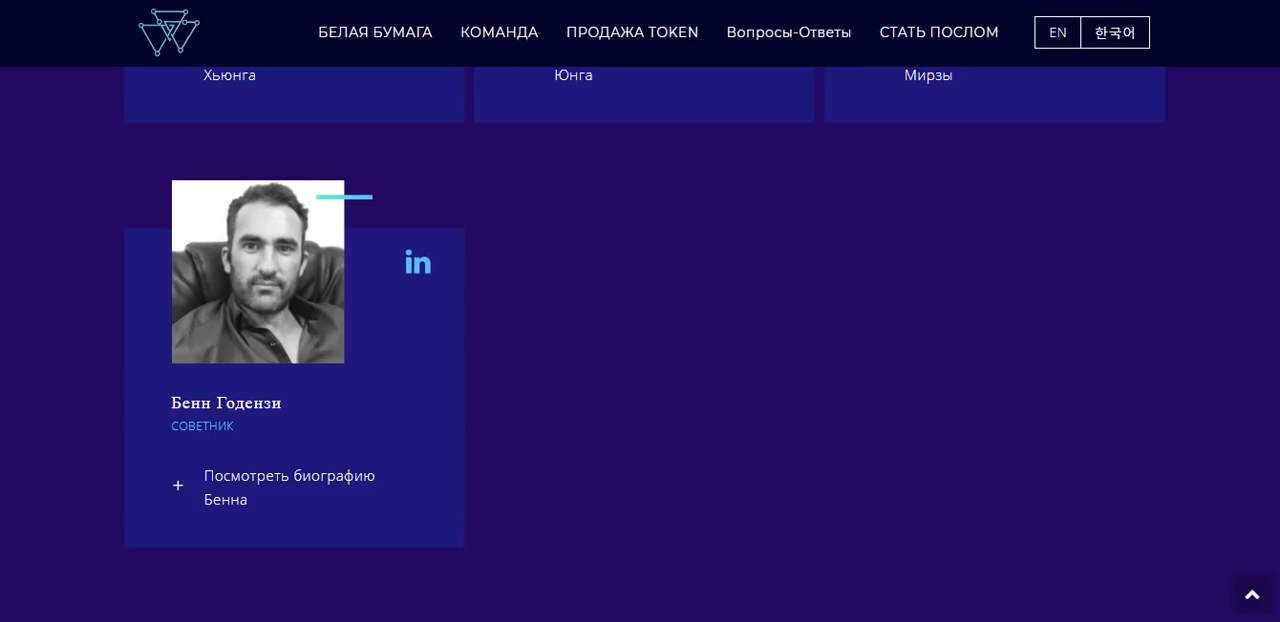 БЕЛАЯ БУМАГА КОМАНДА ПРОДАЖА TOKEN Вопросы-Ответы СТАТЬ ПОСЛОМ EN 한국어
Хьюнга Юнга Мирзы
in
Бенн Годензи
СОВЕТНИК
+ Посмотреть биографию
Бенна